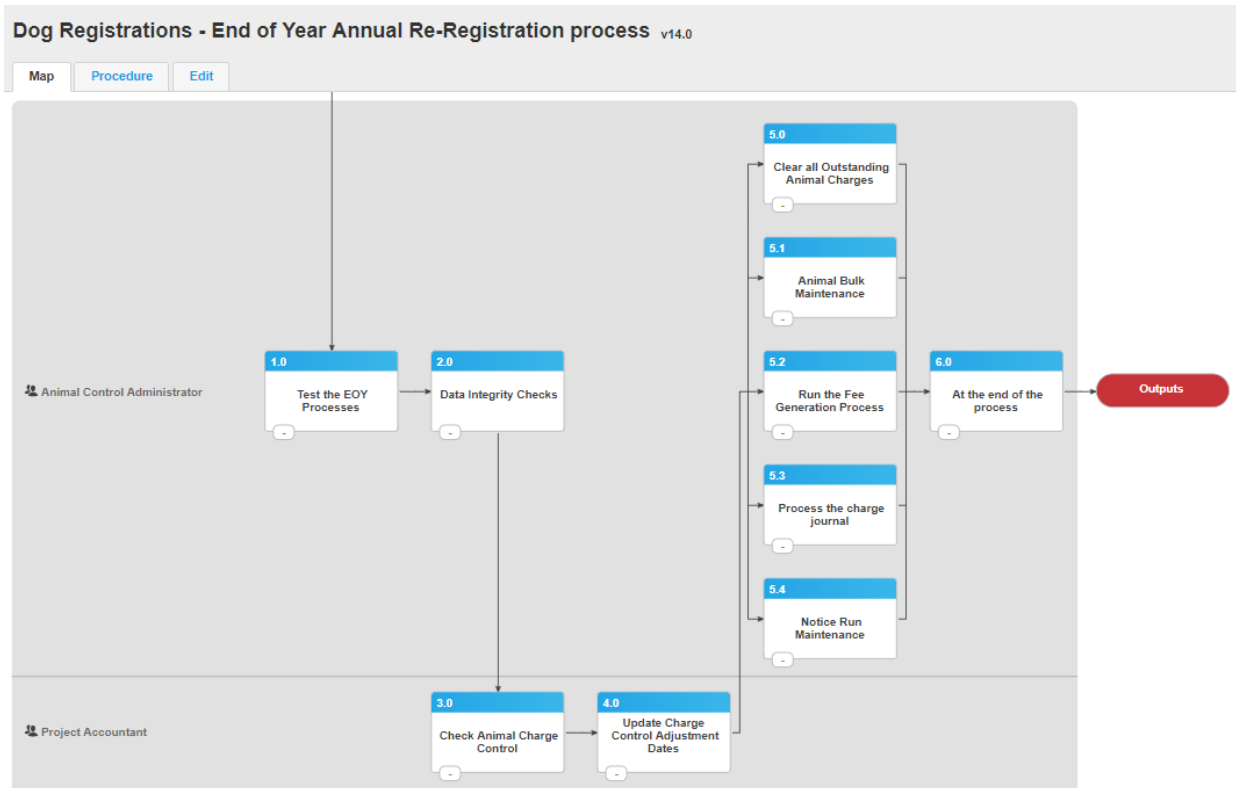 Dog Registrations - End of Year Annual Re-Registration process v14.0
Map Procedure Edit
5.0
Clear all Outstanding
Animal Charges
-
5.1
Animal Bulk
Maintenance
-
Animal Control Administrator
1.0
Test the EOY
Processes
-
2.0
Data Integrity Checks
-
5.2
Run the Fee
Generation Process
-
6.0
At the end of the
process
-
Outputs
5.3
Process the charge
journal
-
5.4
Notice Run
Maintenance
-
Project Accountant
3.0
Check Animal Charge
Control
-
4.0
Update Charge
Control Adjustment
Dates
-